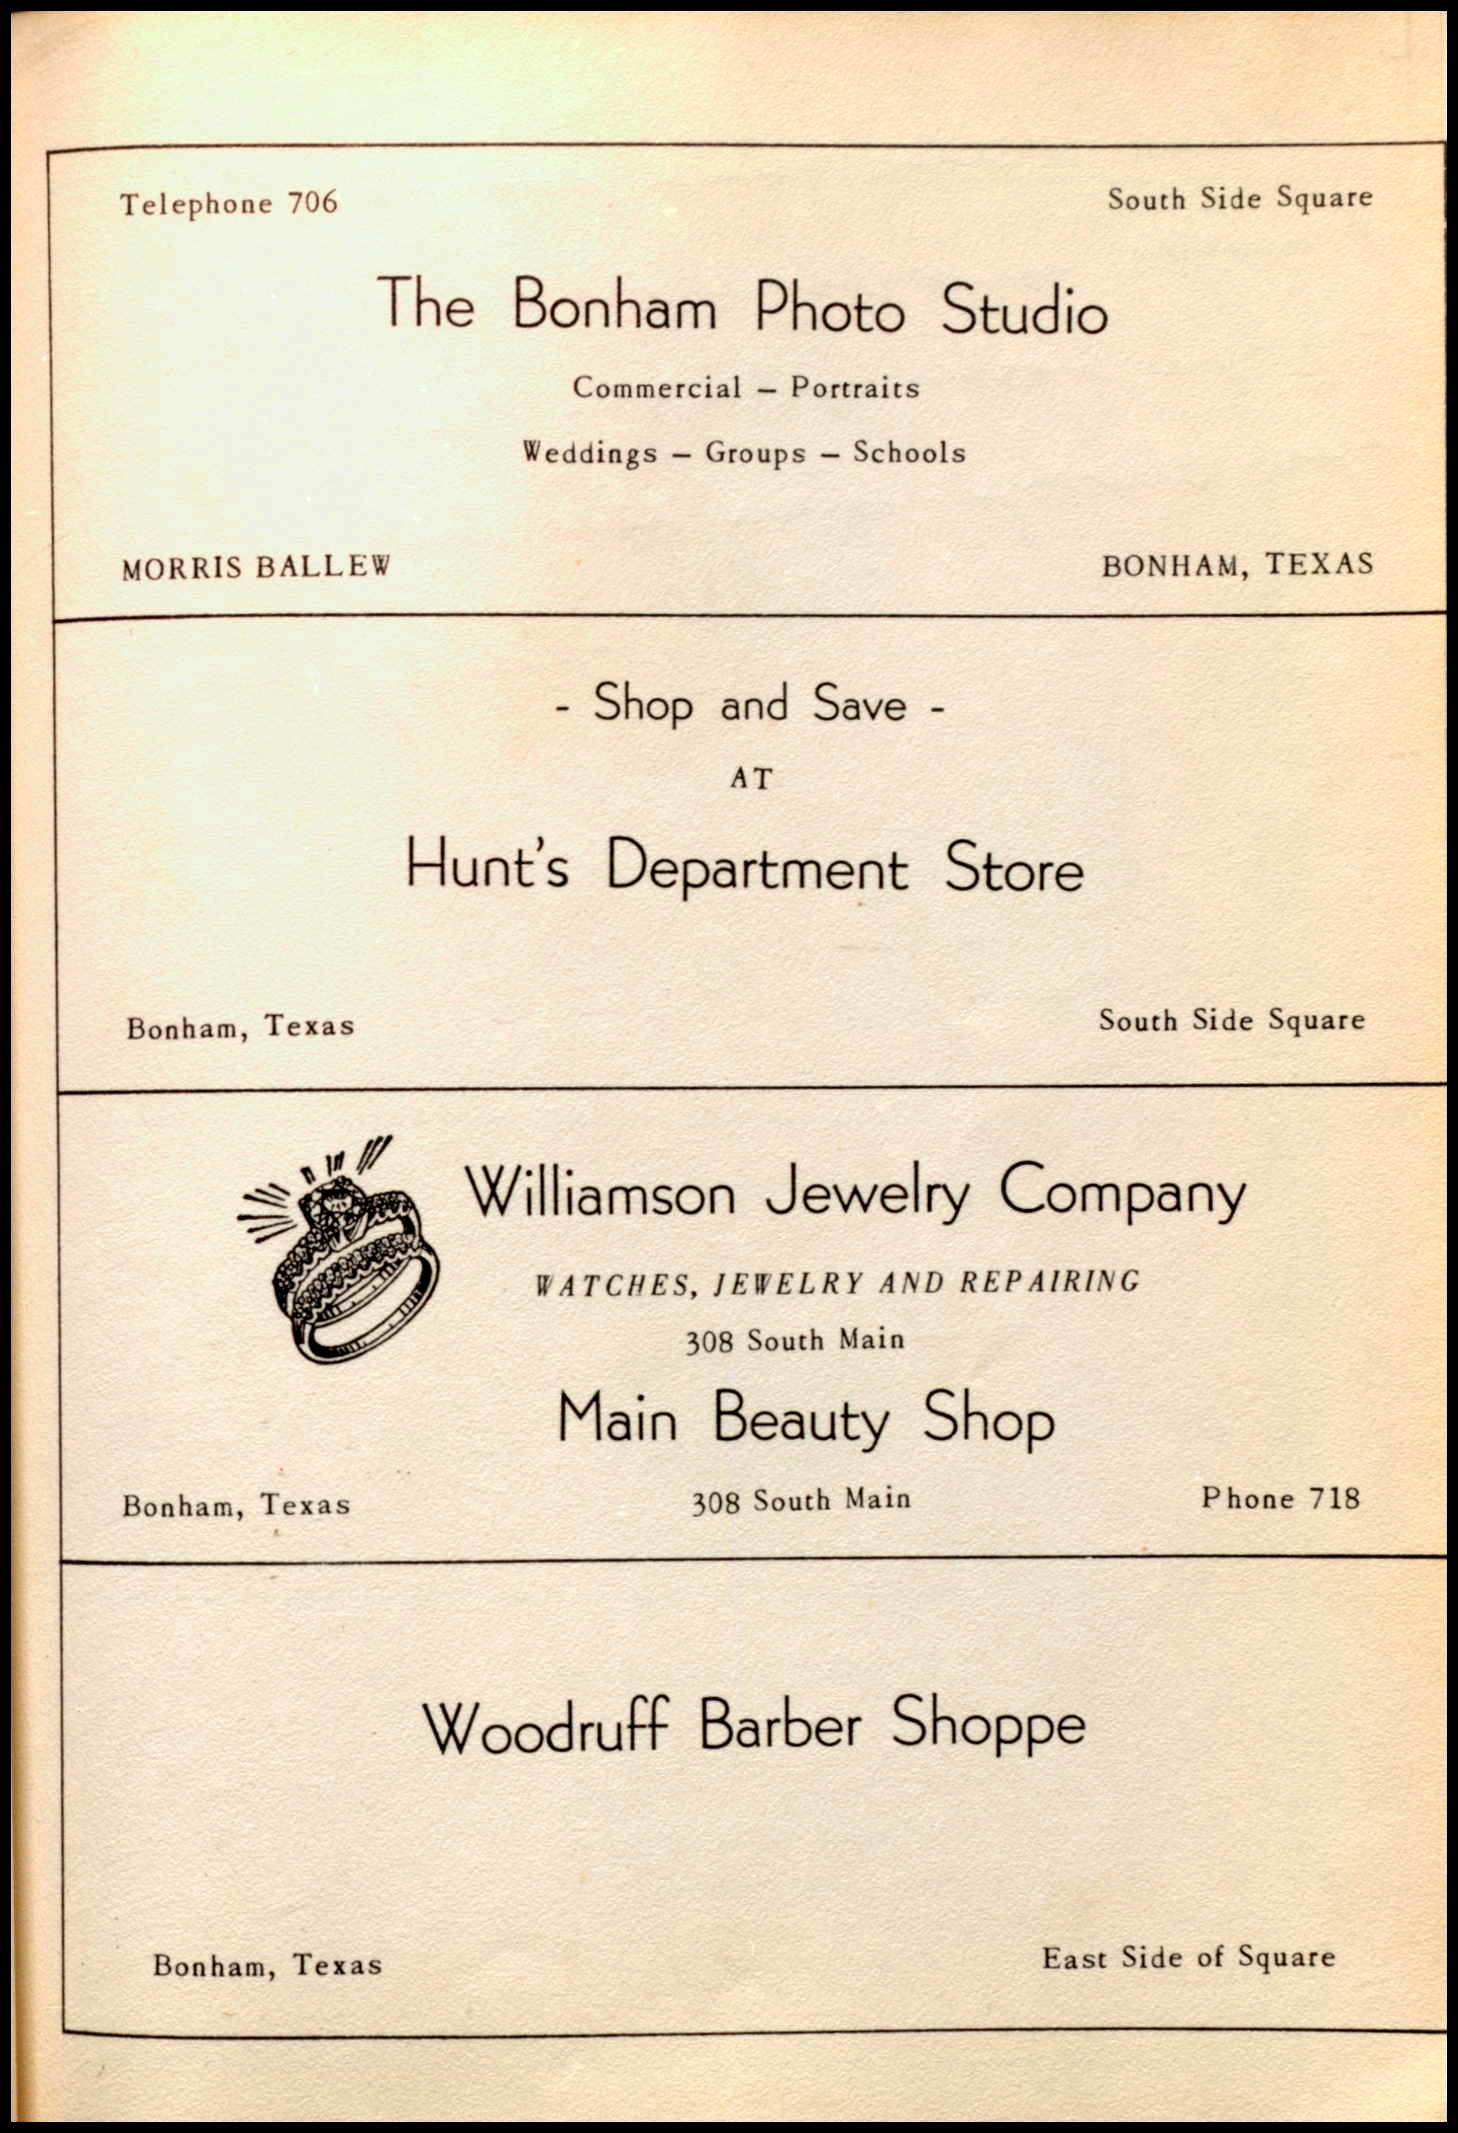 Telephone 706 South Side Square
The Bonham Photo Studio
Commercial – Portraits
Weddings – Groups – Schools
MORRIS BALLEW BONHAM, TEXAS
- Shop and Save -
AT
Hunt's Department Store
Bonham, Texas South Side Square
Williamson Jewelry Company
WATCHES, JEWELRY AND REPAIRING
308 South Main
Main Beauty Shop
Bonham, Texas 308 South Main Phone 718
Woodruff Barber Shoppe
Bonham, Texas East Side of Square